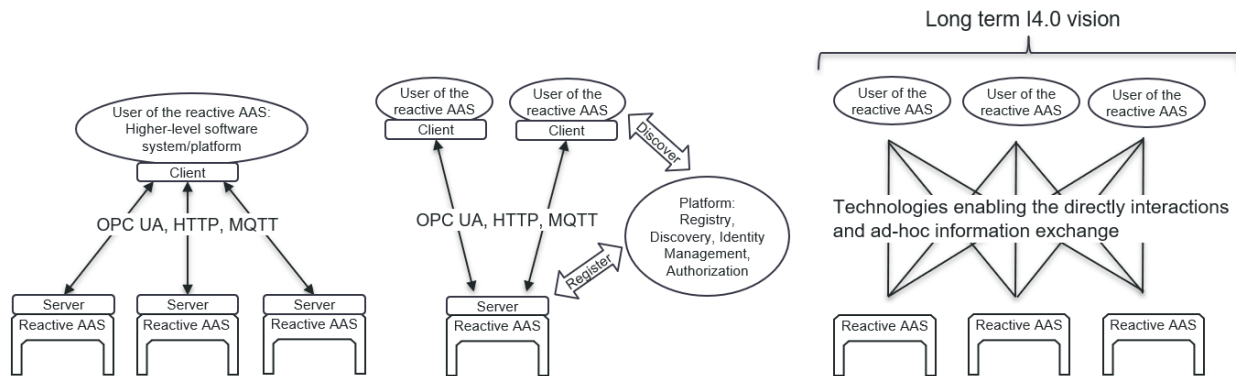 User of the reactive AAS:
Higher-level software
system/platform
Client
OPC UA, HTTP, MQTT
Server
Reactive AAS
Server
Reactive AAS
Server
Reactive AAS
User of the
reactive AAS
Client
User of the
reactive AAS
Client
Discover
OPC UA, HTTP, MQTT
Platform:
Registry,
Discovery, Identity
Management,
Authorization
Register
Server
Reactive AAS
Long term I4.0 vision
User of the
reactive AAS
User of the
reactive AAS
User of the
reactive AAS
Technologies enabling the directly interactions
and ad-hoc information exchange
Reactive AAS
Reactive AAS
Reactive AAS